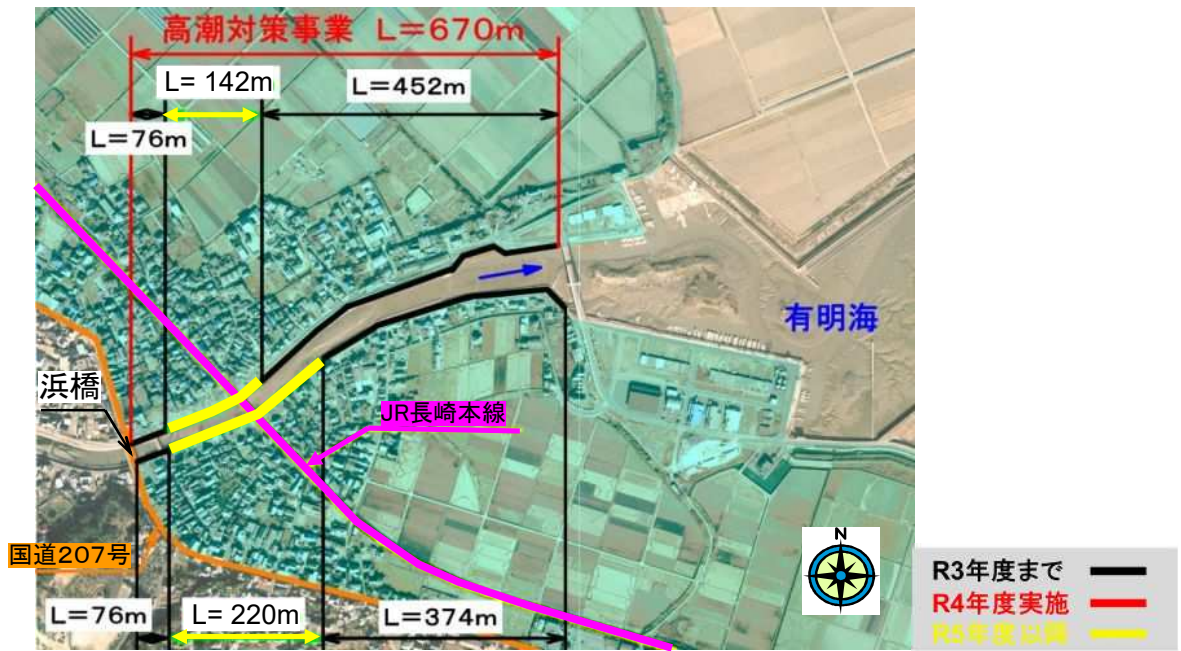 高潮対策事業 L=670m
L= 142m
L=452m
L=76m
有明海
浜橋
JR長崎本線
国道207号
N
L=76m
L= 220m
L=374m
R3年度まで
R4年度実施
R5年度以降